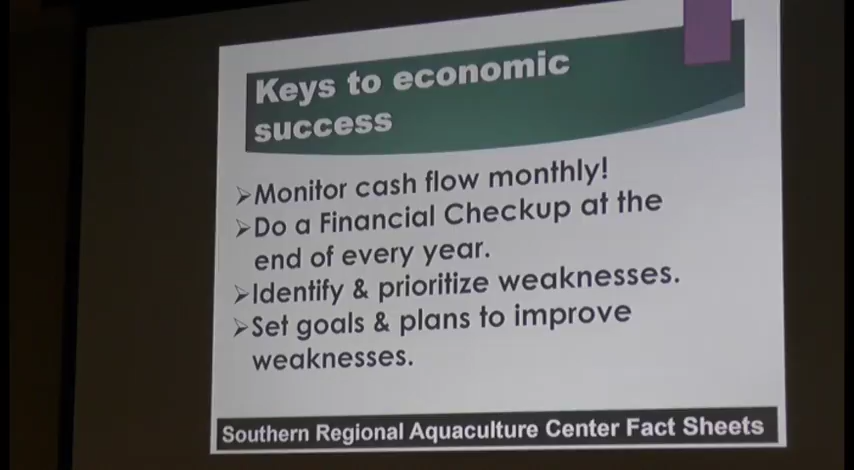 Keys to economic
success
➢Monitor cash flow monthly!
➢Do a Financial Checkup at the
end of every year.
➢Identify & prioritize weaknesses.
➢Set goals & plans to improve
weaknesses.
Southern Regional Aquaculture Center Fact Sheets